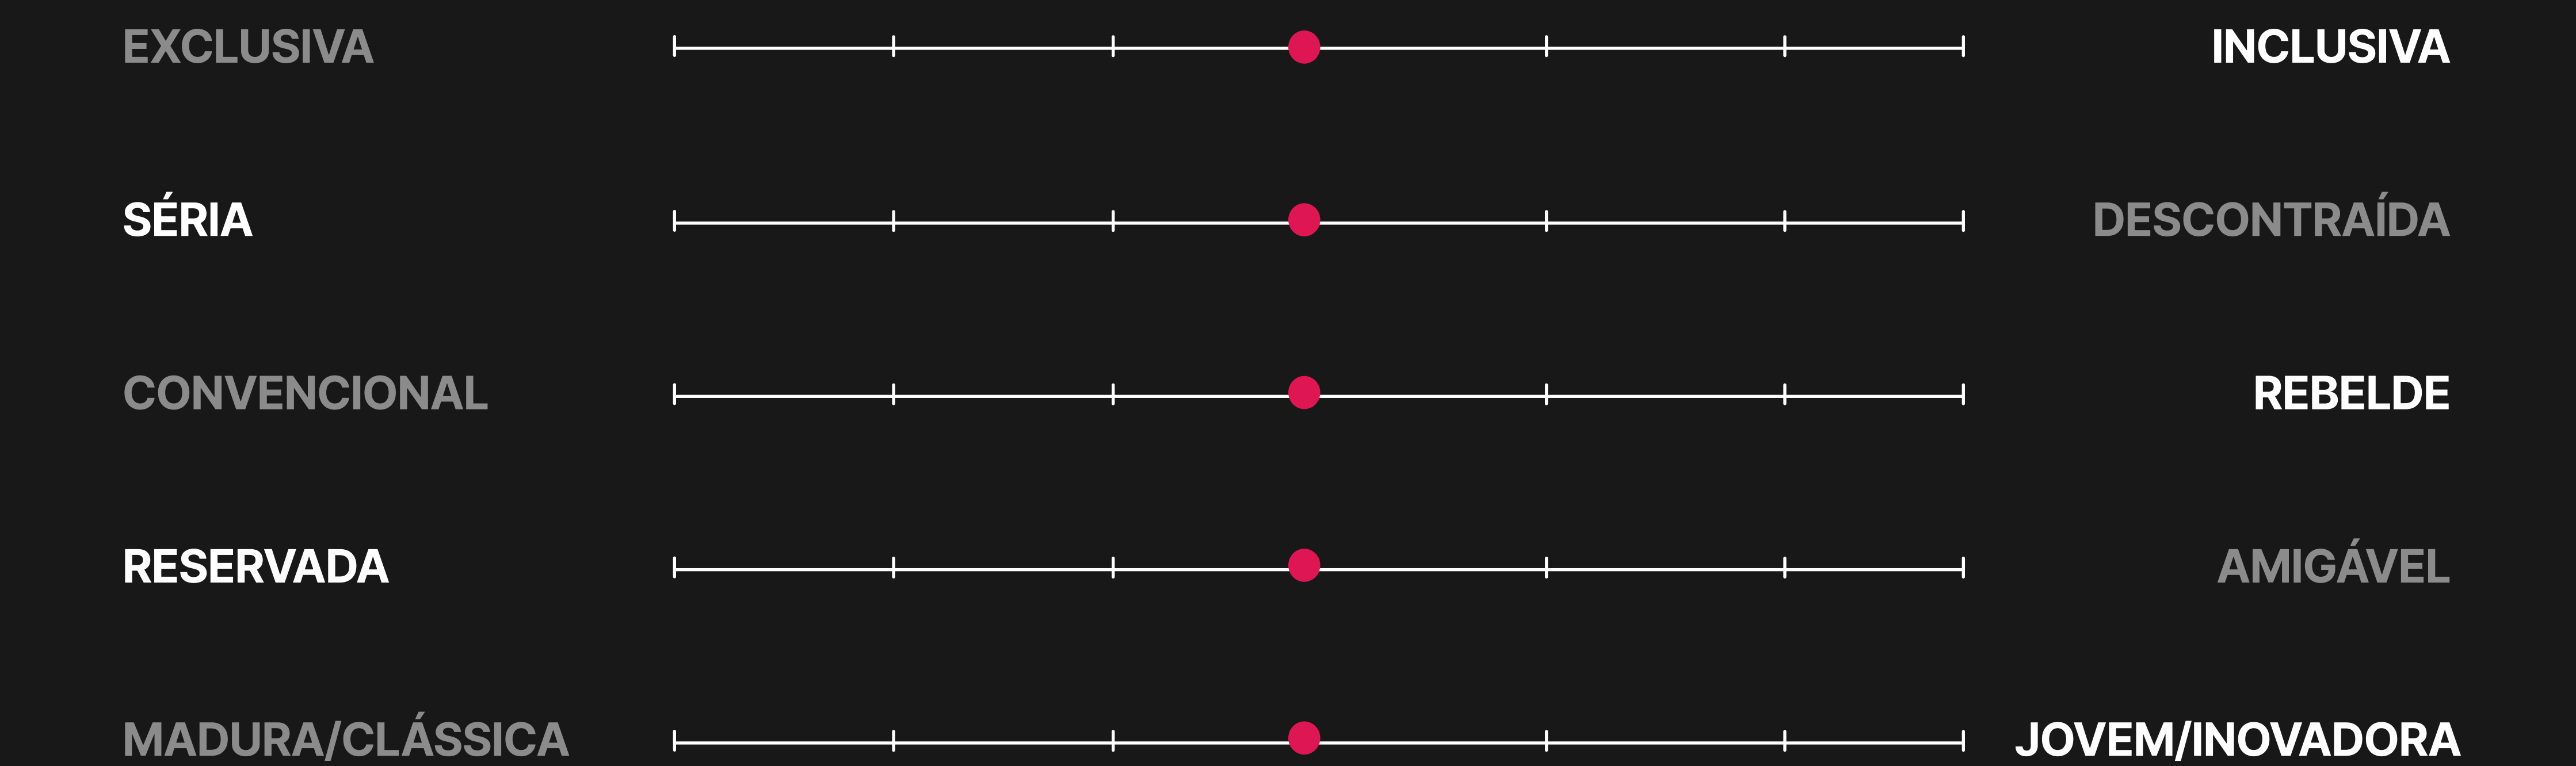 EXCLUSIVA INCLUSIVA
SÉRIA DESCONTRAÍDA
CONVENCIONAL REBELDE
RESERVADA AMIGÁVEL
MADURA/CLÁSSICA JOVEM/INOVADORA